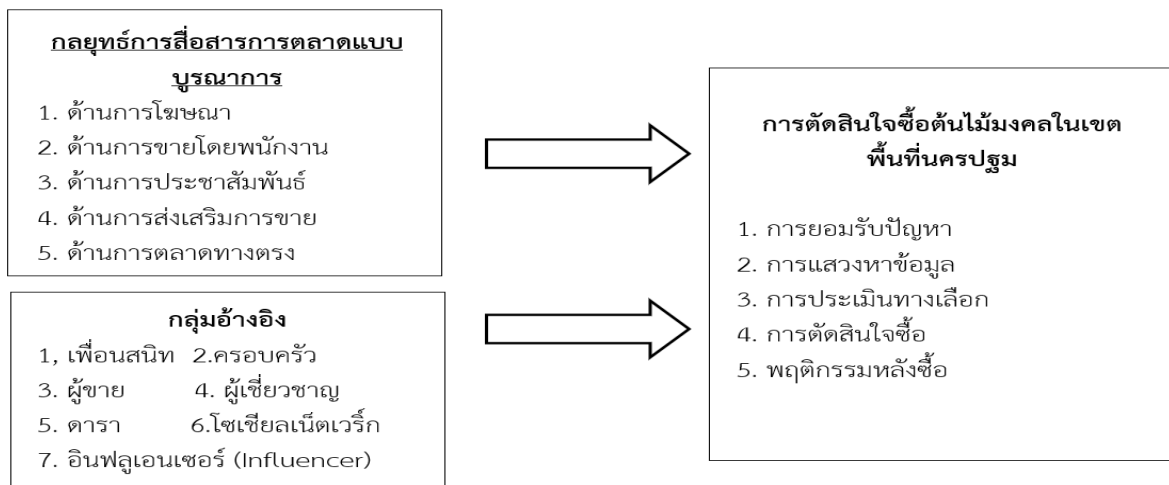 กลยุทธ์การสื่อสารการตลาดแบบ
บูรณาการ
1. ด้านการโฆษณา
2. ด้านการขายโดยพนักงาน
3. ด้านการประชาสัมพันธ์
4. ด้านการส่งเสริมการขาย
5. ด้านการตลาดทางตรง
กลุ่มอ้างอิง
1, เพื่อนสนิท 2.ครอบครัว
3. ผู้ขาย 4. ผู้เชี่ยวชาญ
5. ดารา 6.โซเชียลเน็ตเวริ์ก
7. อินฟลูเอนเซอร์ (Influencer)
การตัดสินใจซื้อต้นไม้มงคลในเขต
พื้นที่นครปฐม
1. การยอมรับปัญหา
2. การแสวงหาข้อมูล
3. การประเมินทางเลือก
4. การตัดสินใจซื้อ
5. พฤติกรรมหลังซื้อ